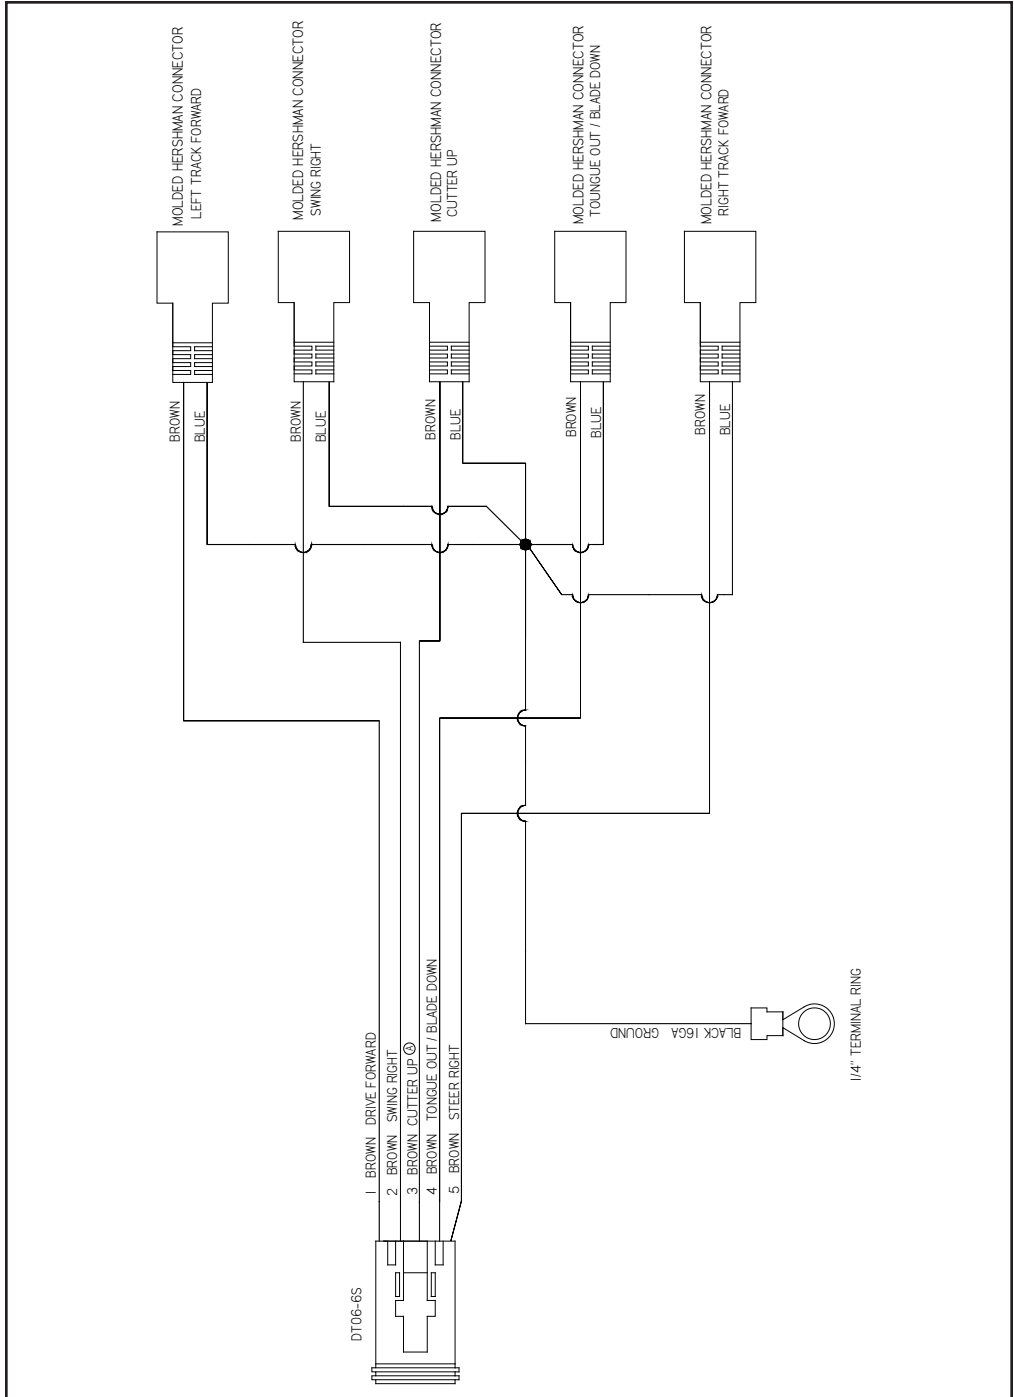 MOLDED HERSHMAN CONNECTOR
LEFT TRACK FORWARD
MOLDED HERSHMAN CONNECTOR
SWING RIGHT
MOLDED HERSHMAN CONNECTOR
CUTTER UP
MOLDED HERSHMAN CONNECTOR
TOUNGUE OUT / BLADE DOWN
MOLDED HERSHMAN CONNECTOR
RIGHT TRACK FOWARD
BROWN
BLUE
BROWN
BLUE
BROWN
BLUE
BROWN
BLUE
BROWN
BLUE
1 BROWN DRIVE FORWARD
2 BROWN SWING RIGHT
3 BROWN CUTTER UP Ⓐ
4 BROWN TONGUE OUT / BLADE DOWN
5 BROWN STEER RIGHT
BLACK 16GA GROUND
1/4" TERMINAL RING
DT06-6S